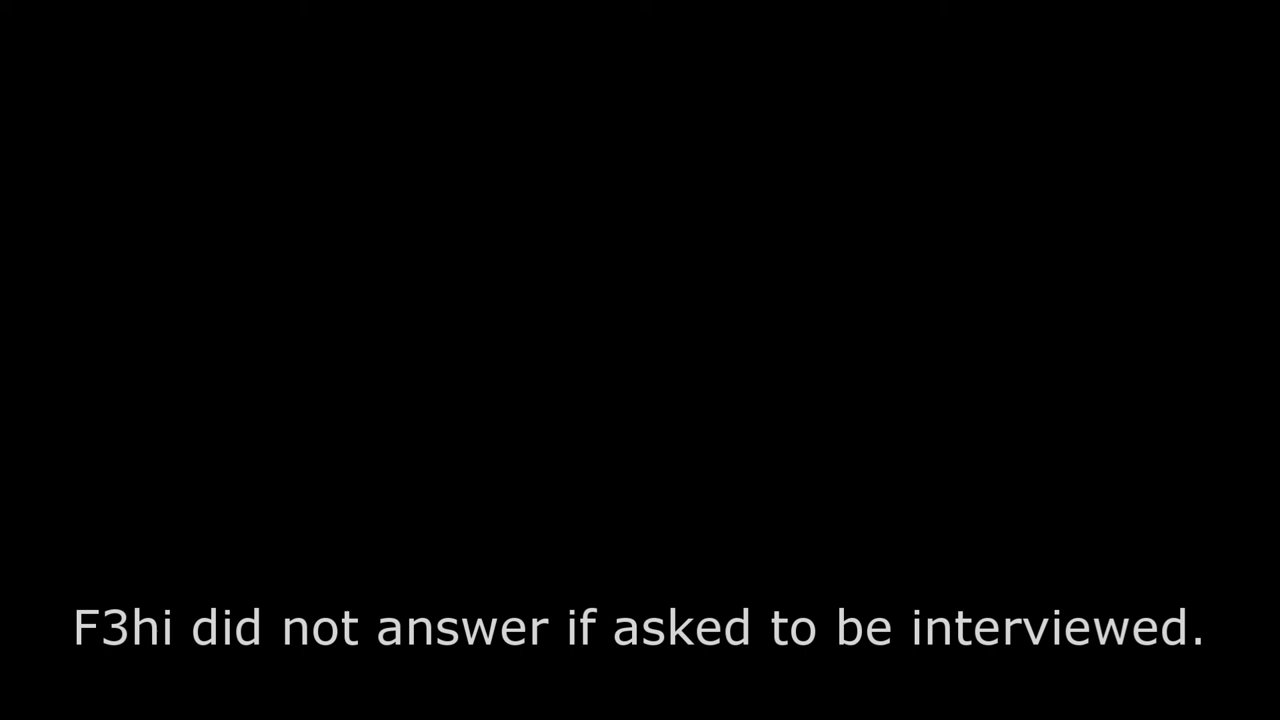 F3hi did not answer if asked to be interviewed.